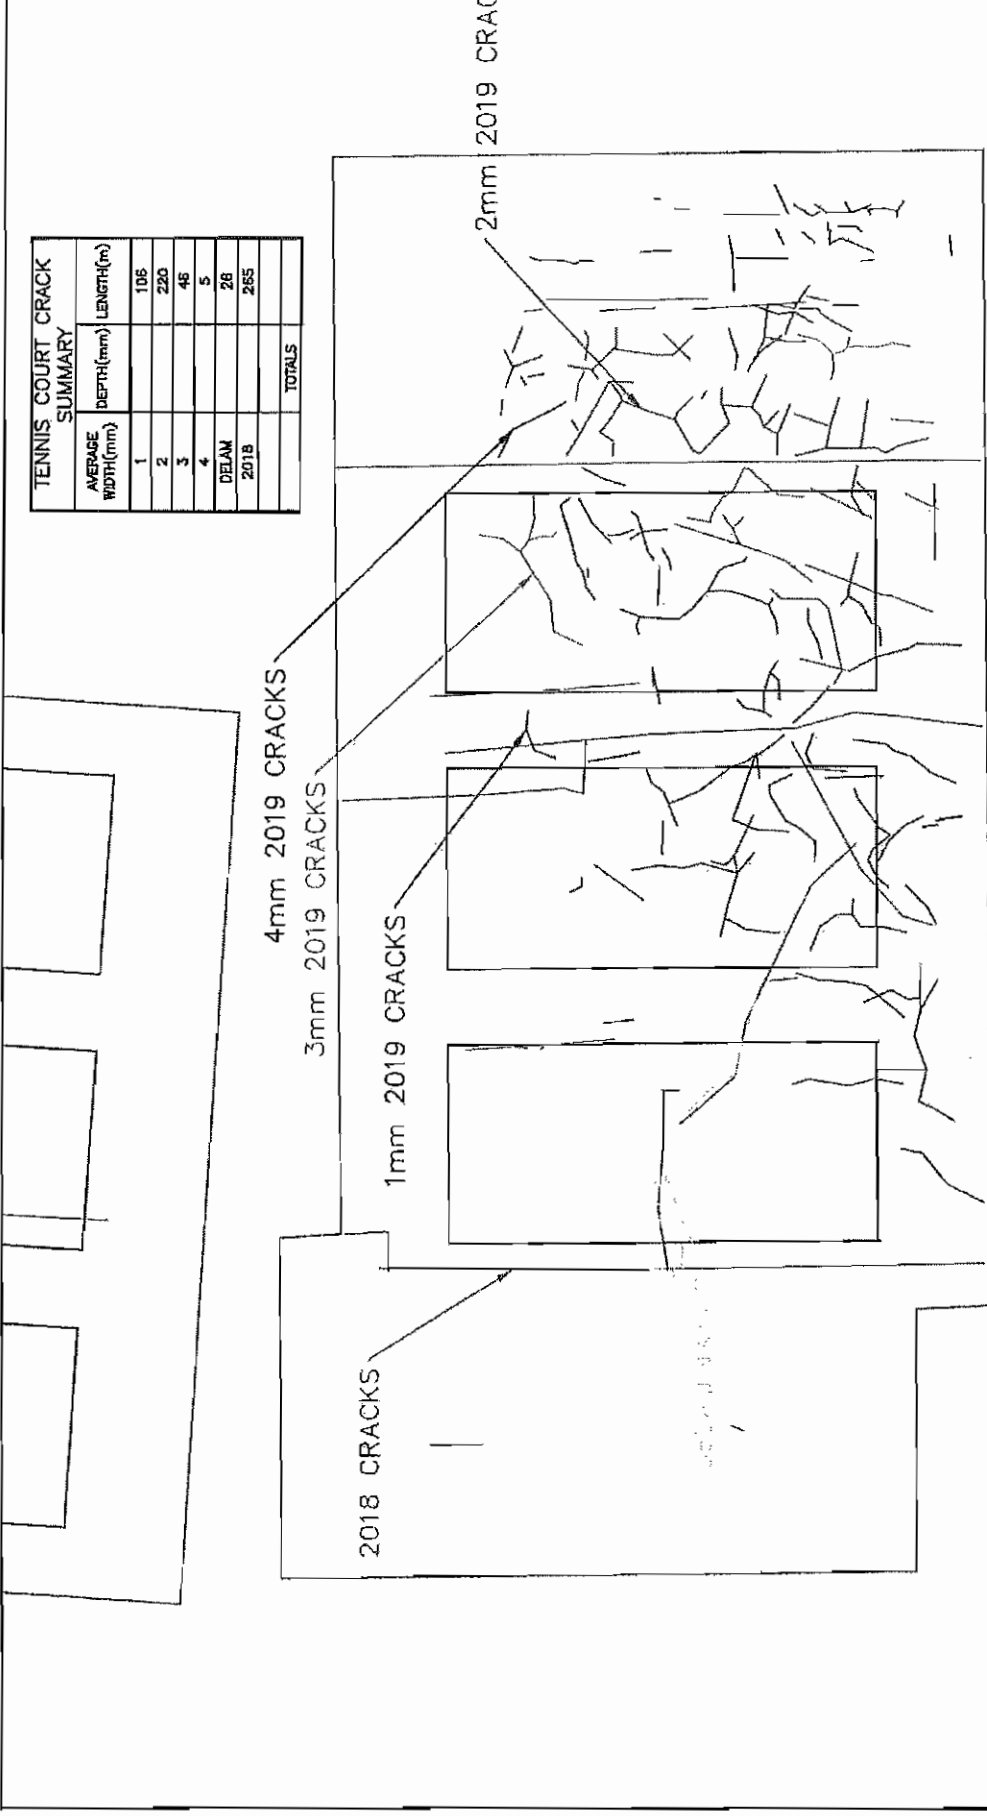 TENNIS COURT CRACK
SUMMARY
AVERAGE WIDTH(mm) DEPTH(mm) LENGTH(m)
1 106
2 220
3 46
4 5
DELAM 26
2018 265
TOTALS
2mm 2019 CRAC
4mm 2019 CRACKS
3mm 2019 CRACKS
1mm 2019 CRACKS
2018 CRACKS